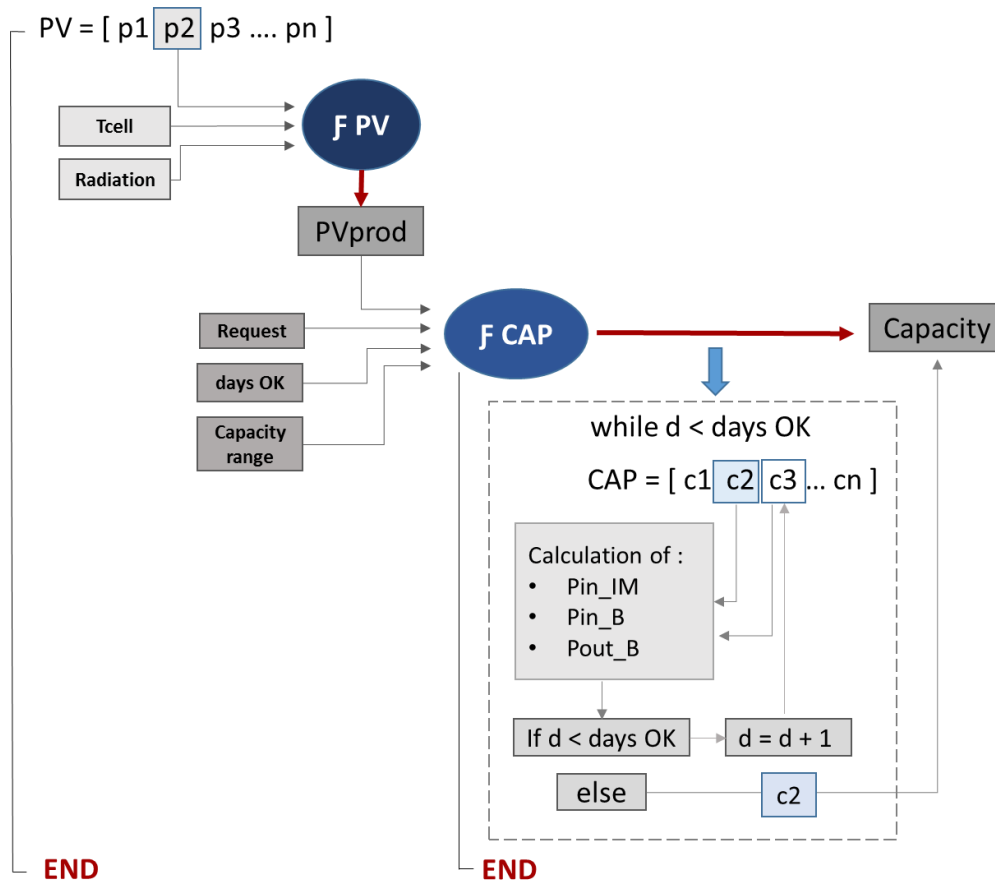 PV = [ p1 p2 p3 .... pn ]
Tcell
Radiation
Ƒ PV
PVprod
Request
days OK
Capacity
range
Ƒ CAP
Capacity
while d < days OK
CAP = [ c1 c2 c3 ... cn ]
Calculation of :
• Pin_IM
• Pin_B
• Pout_B
If d < days OK
d = d + 1
else
c2
END
END